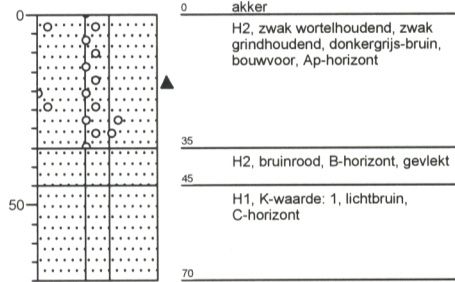 0
0
akker
H2, zwak wortelhoudend, zwak
grindhoudend, donkergrijs-bruin,
bouwvoor, Ap-horizont
35
H2, bruinrood, B-horizont, gevlekt
45
50
H1, K-waarde: 1, lichtbruin,
C-horizont
70